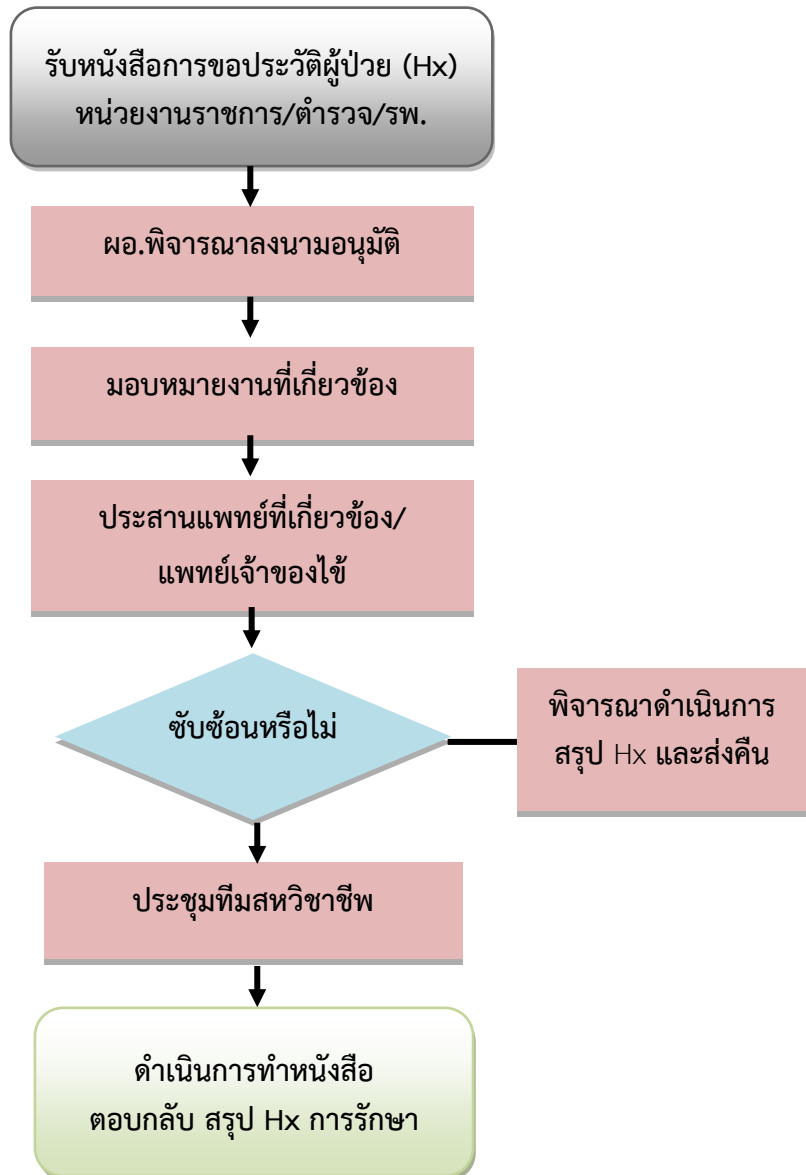 รับหนังสือการขอประวัติผู้ป่วย (Hx)
หน่วยงานราชการ/ตำรวจ/รพ.
ผอ.พิจารณาลงนามอนุมัติ
มอบหมายงานที่เกี่ยวข้อง
ประสานแพทย์ที่เกี่ยวข้อง/
แพทย์เจ้าของไข้
ซับซ้อนหรือไม่
พิจารณาดำเนินการ
สรุป Hx และส่งคืน
ประชุมทีมสหวิชาชีพ
ดำเนินการทำหนังสือ
ตอบกลับ สรุป Hx การรักษา